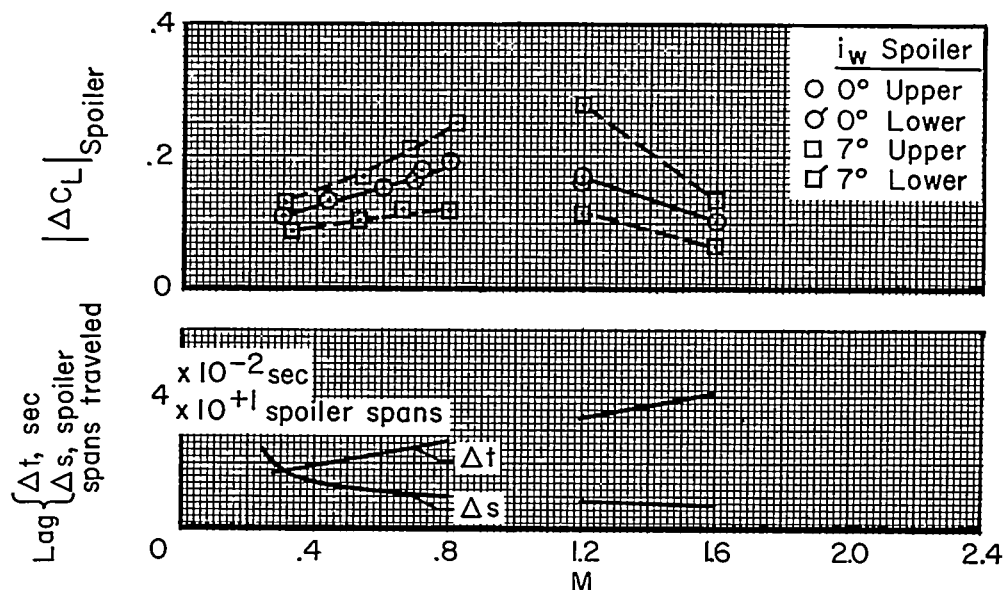 .4
.2
0
|ΔC_L|Spoiler
i_w Spoiler
0° Upper
0° Lower
7° Upper
7° Lower
Lag { Δt, sec
Δs, spoiler
spans traveled
4
x 10⁻² sec
x 10⁺¹ spoiler spans
Δt
Δs
0 .4 .8 1.2 1.6 2.0 2.4
M